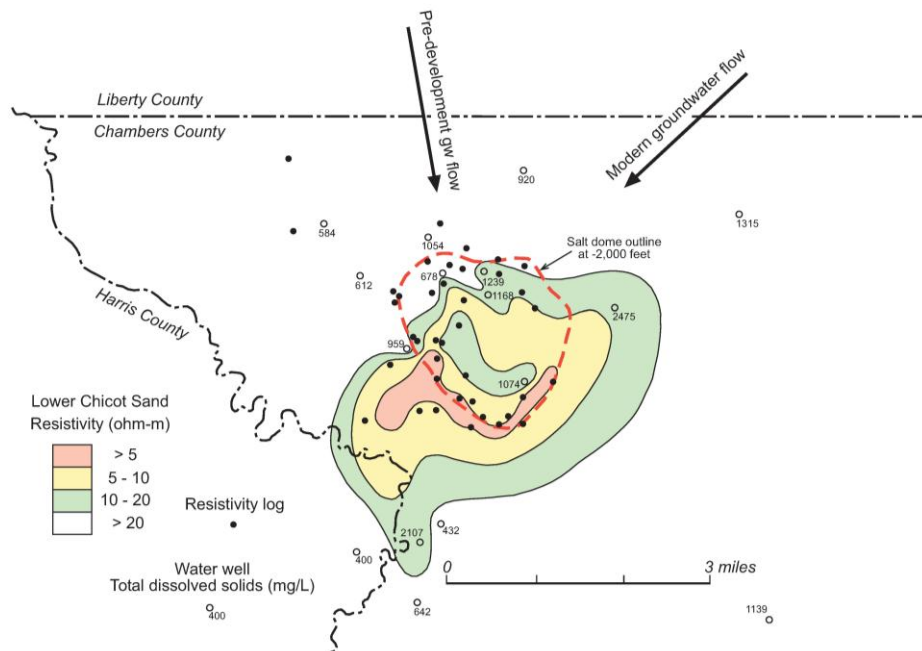 Pre-development gw flow
Modern groundwater flow
Liberty County
Chambers County
Harris County
920
1315
584
1054
Salt dome outline
at -2,000 feet
678
1239
612
1168
2475
959
1074
Lower Chicot Sand
Resistivity (ohm-m)
> 5
5 - 10
10 - 20
> 20
Resistivity log
432
2107
400
Water well
Total dissolved solids (mg/L)
0
3 miles
400
642
1139